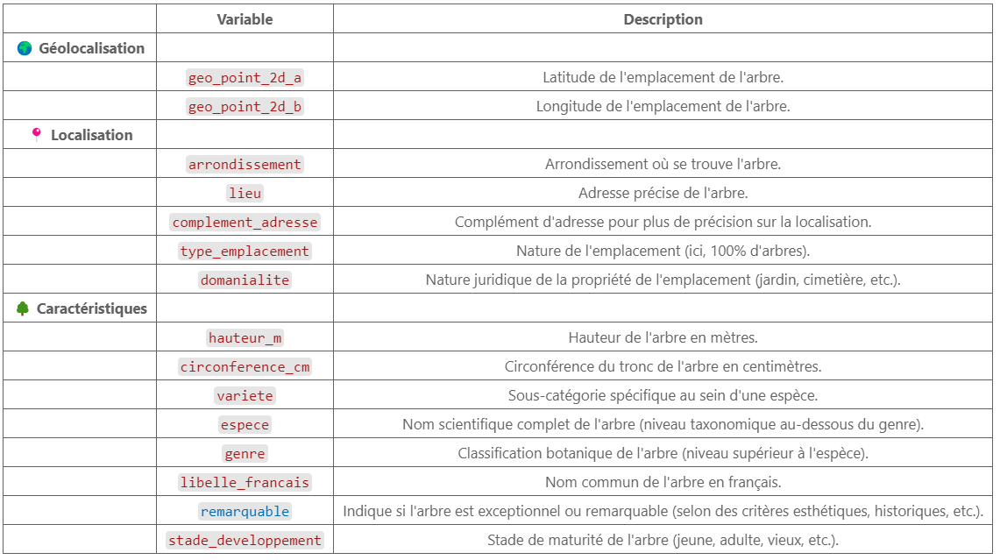 Variable Description
🌍 Géolocalisation
geo_point_2d_a Latitude de l'emplacement de l'arbre.
geo_point_2d_b Longitude de l'emplacement de l'arbre.
📍 Localisation
arrondissement Arrondissement où se trouve l'arbre.
lieu Adresse précise de l'arbre.
complement_adresse Complément d'adresse pour plus de précision sur la localisation.
type_emplacement Nature de l'emplacement (ici, 100% d'arbres).
domanialite Nature juridique de la propriété de l'emplacement (jardin, cimetière, etc.).
🌳 Caractéristiques
hauteur_m Hauteur de l'arbre en mètres.
circonference_cm Circonférence du tronc de l'arbre en centimètres.
variete Sous-catégorie spécifique au sein d'une espèce.
espece Nom scientifique complet de l'arbre (niveau taxonomique au-dessous du genre).
genre Classification botanique de l'arbre (niveau supérieur à l'espèce).
libelle_francais Nom commun de l'arbre en français.
remarquable Indique si l'arbre est exceptionnel ou remarquable (selon des critères esthétiques, historiques, etc.).
stade_developpement Stade de maturité de l'arbre (jeune, adulte, vieux, etc.).